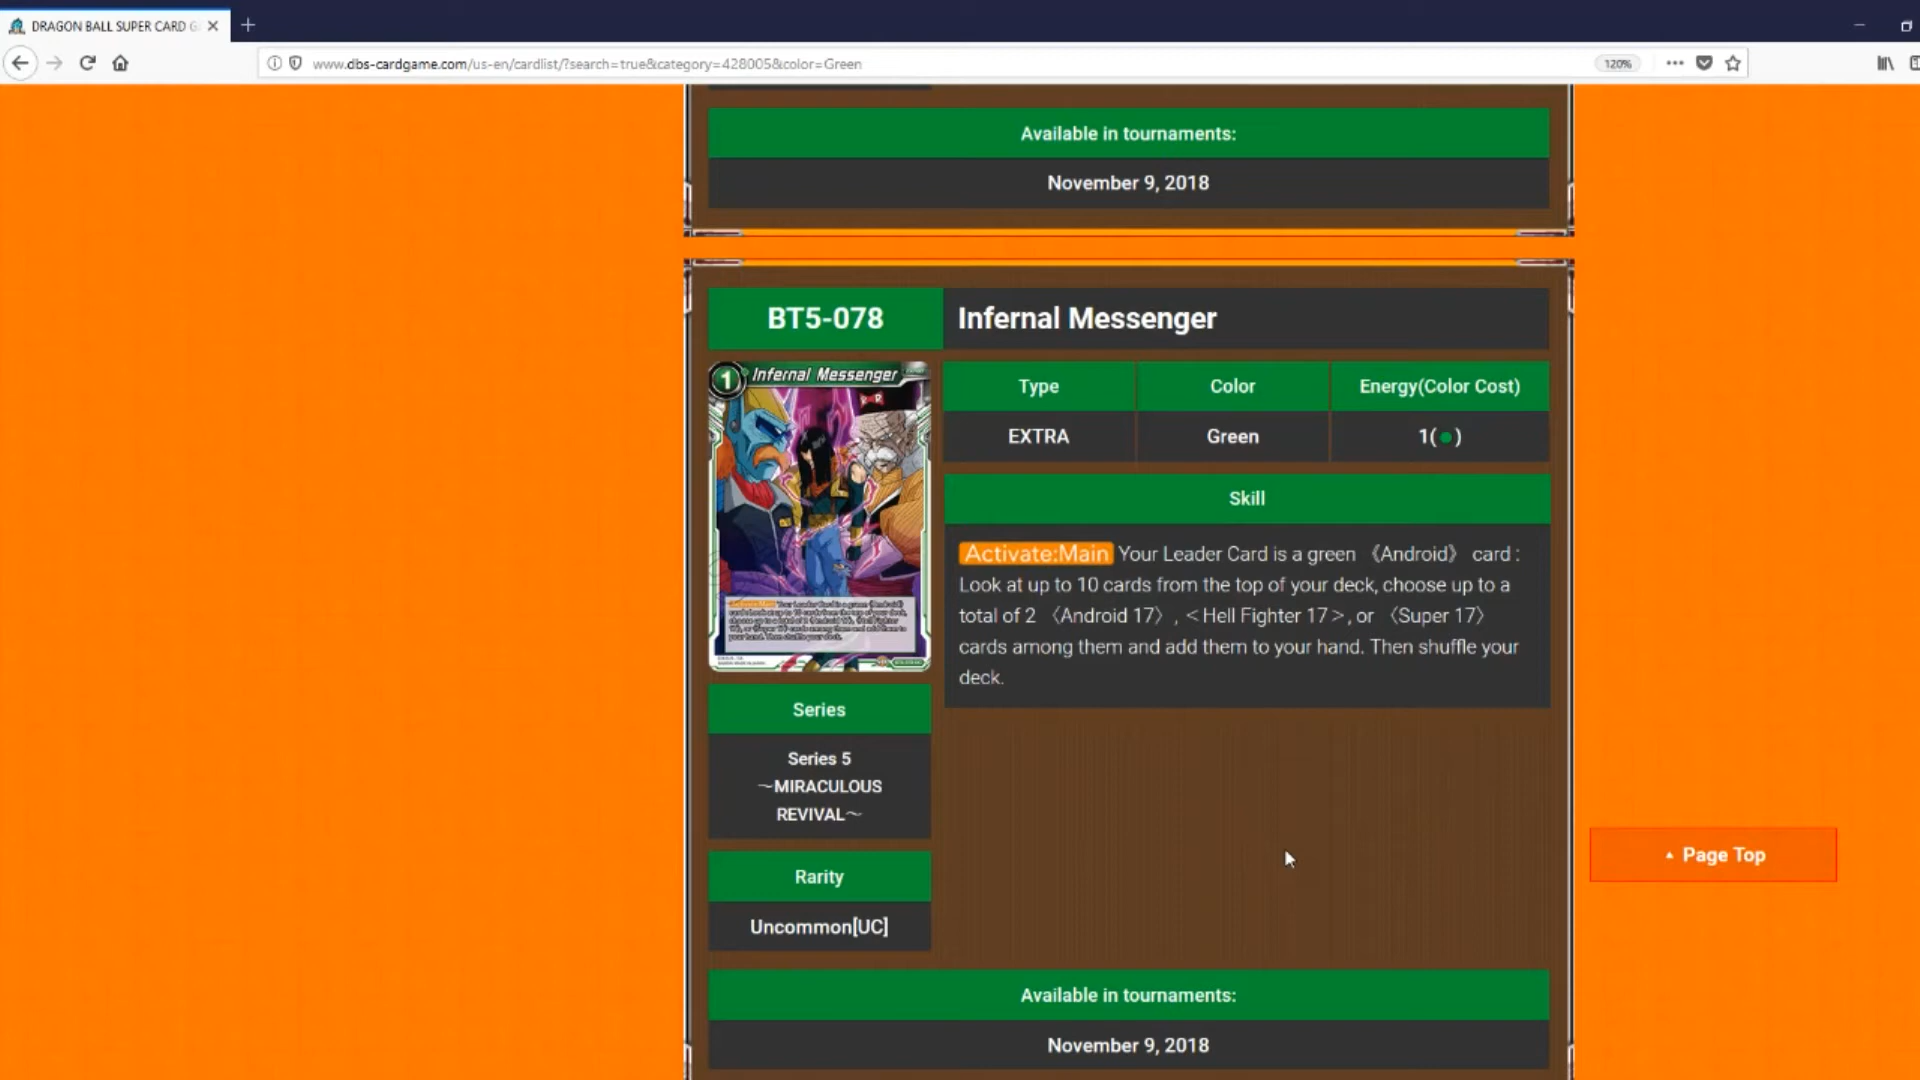 DRAGON BALL SUPER CARD G
www.dbs-cardgame.com/us-en/cardlist/?search=true&category=428005&color=Green
120%
Available in tournaments:
November 9, 2018
BT5-078
Infernal Messenger
1
Infernal Messenger
Type
Color
Energy(Color Cost)
EXTRA
Green
1(●)
Skill
Activate:Main Your Leader Card is a green 《Android》 card :
Look at up to 10 cards from the top of your deck, choose up to a
total of 2 《Android 17》, <Hell Fighter 17>, or 《Super 17》
cards among them and add them to your hand. Then shuffle your
deck.
Series
Series 5
～MIRACULOUS
REVIVAL～
Rarity
Uncommon[UC]
Available in tournaments:
November 9, 2018
Page Top